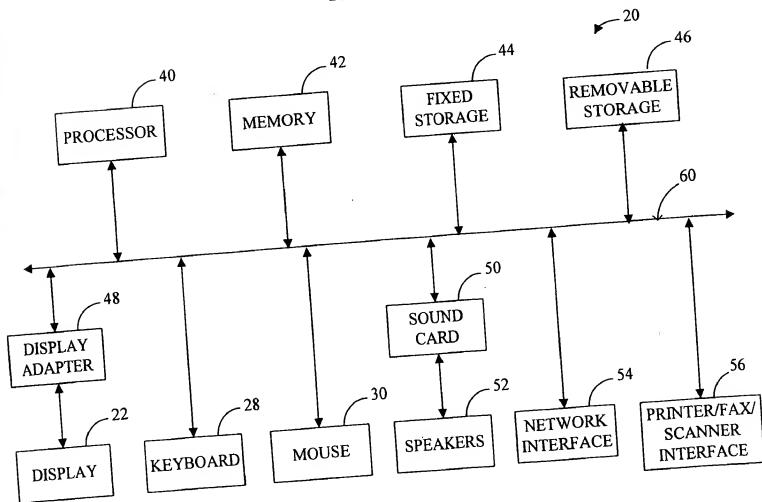 20
40
PROCESSOR
42
MEMORY
44
FIXED
STORAGE
46
REMOVABLE
STORAGE
60
48
DISPLAY
ADAPTER
50
SOUND
CARD
22
DISPLAY
28
KEYBOARD
30
MOUSE
52
SPEAKERS
54
NETWORK
INTERFACE
56
PRINTER/FAX/
SCANNER
INTERFACE